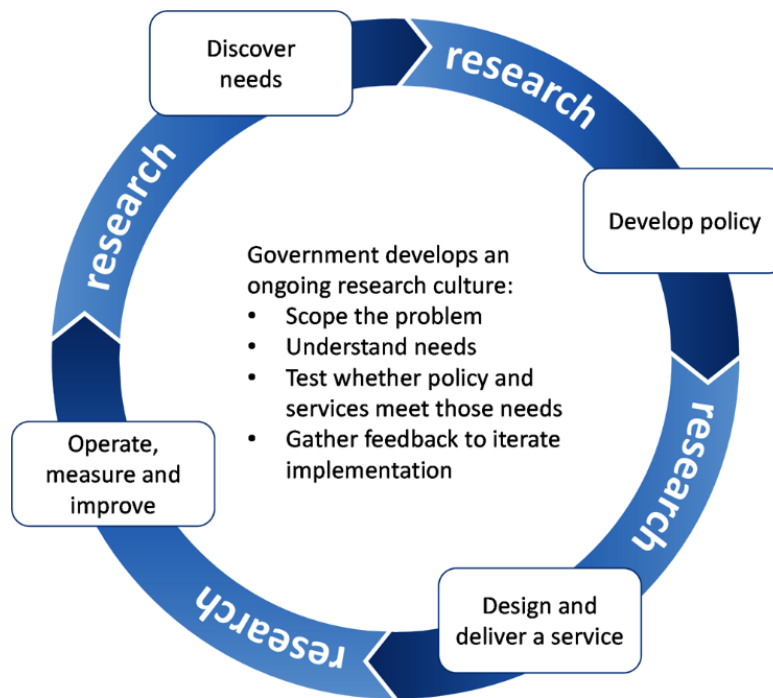 Discover
needs
research
research
Develop policy
Government develops an
ongoing research culture:
• Scope the problem
• Understand needs
• Test whether policy and
services meet those needs
• Gather feedback to iterate
implementation
research
Operate,
measure and
improve
Design and
deliver a service
research